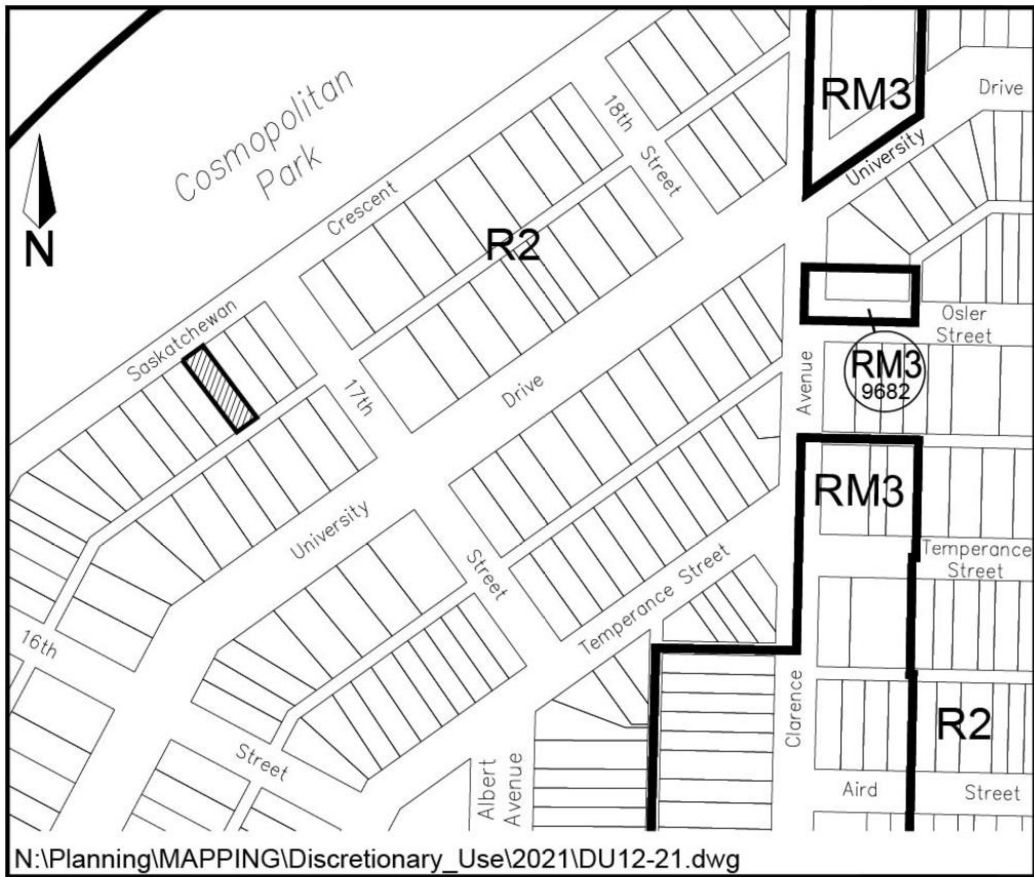 RM3
Drive
Cosmopolitan
Park
18th
Street
University
Crescent
R2
Saskatchewan
N
Osler
Street
RM3
9682
17th
Drive
Avenue
RM3
University
Street
Temperance Street
Temperance
Street
16th
Street
Clarence
R2
Albert
Avenue
Aird
Street
N:\Planning\MAPPING\Discretionary_Use\2021\DU12-21.dwg